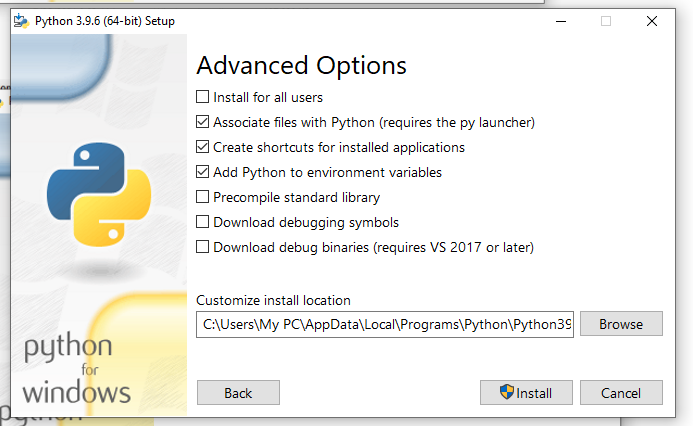 Python 3.9.6 (64-bit) Setup
Advanced Options
Install for all users
Associate files with Python (requires the py launcher)
Create shortcuts for installed applications
Add Python to environment variables
Precompile standard library
Download debugging symbols
Download debug binaries (requires VS 2017 or later)
Customize install location
C:\Users\My PC\AppData\Local\Programs\Python\Python39
Browse
python
for
windows
Back
Install
Cancel